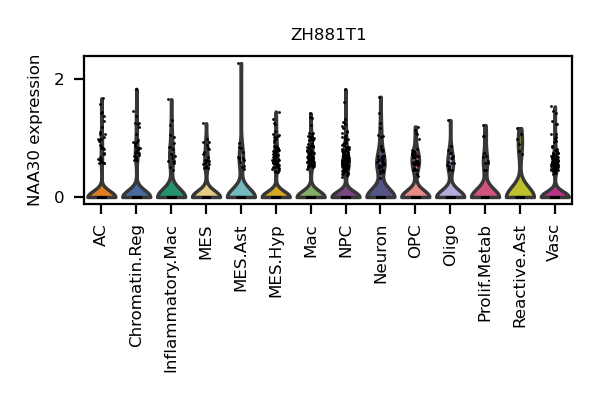 ZH881T1
NAA30 expression
2
0
AC
Chromatin.Reg
Inflammatory.Mac
MES
MES.Ast
MES.Hyp
Mac
NPC
Neuron
OPC
Oligo
Prolif.Metab
Reactive.Ast
Vasc